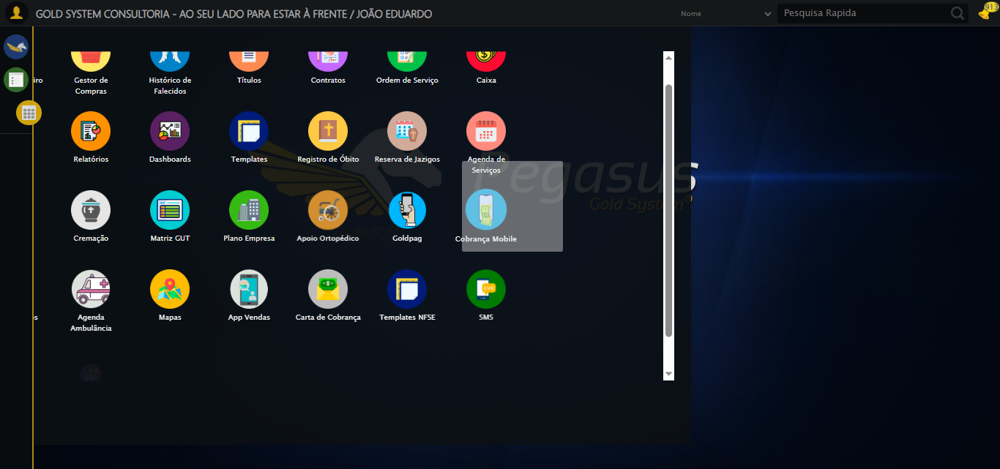 GOLD SYSTEM CONSULTORIA - AO SEU LADO PARA ESTAR À FRENTE / JOÃO EDUARDO
Nome
Pesquisa Rapida
913
iro
Gestor de
Compras
Histórico de
Falecidos
Títulos
Contratos
Ordem de Serviço
Caixa
Relatórios
Dashboards
Templates
Registro de Óbito
Reserva de Jazigos
Agenda de
Serviços
Pegasus
Gold System®
Cremação
Matriz GUT
Plano Empresa
Apoio Ortopédico
Goldpag
Cobrança Mobile
os
Agenda
Ambulância
Mapas
App Vendas
Carta de Cobrança
Templates NFSE
SMS